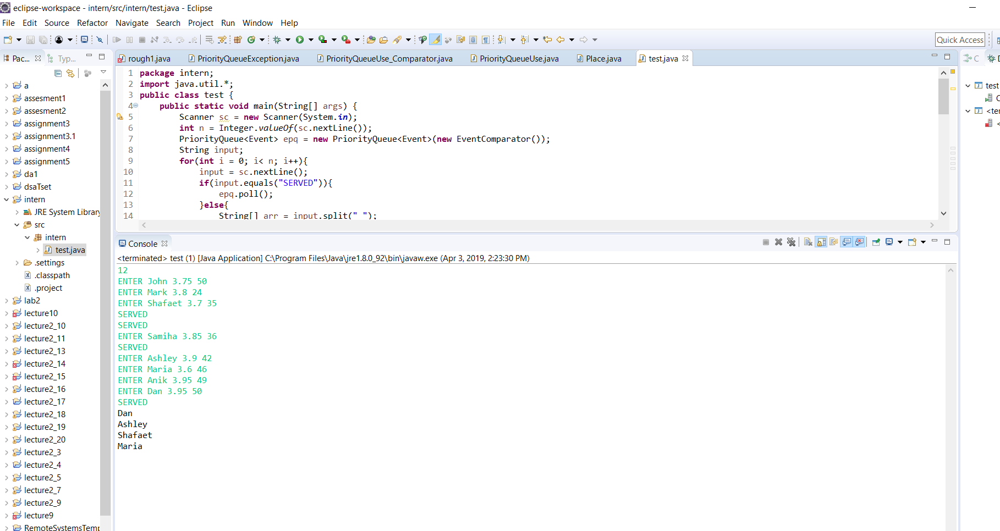 eclipse-workspace - intern/src/intern/test.java - Eclipse
File Edit Source Refactor Navigate Search Project Run Window Help
Quick Access
Pac... Typ...
a
assesment1
assesment2
assignment3
assignment3.1
assignment4
assignment5
da1
dsaTset
intern
JRE System Library
src
intern
test.java
.settings
.classpath
.project
lab2
lecture10
lecture2_10
lecture2_11
lecture2_13
lecture2_14
lecture2_15
lecture2_16
lecture2_17
lecture2_18
lecture2_19
lecture2_20
lecture2_3
lecture2_4
lecture2_5
lecture2_7
lecture2_9
lecture9
RemoteSystemsTemp
rough1.java PriorityQueueException.java PriorityQueueUse_Comparator.java PriorityQueueUse.java Place.java test.java
1 package intern;
2 import java.util.*;
3 public class test {
4 public static void main(String[] args) {
5 Scanner sc = new Scanner(System.in);
6 int n = Integer.valueOf(sc.nextLine());
7 PriorityQueue<Event> epq = new PriorityQueue<Event>(new EventComparator());
8 String input;
9 for(int i = 0; i< n; i++){
10 input = sc.nextLine();
11 if(input.equals("SERVED")){
12 epq.poll();
13 }else{
14 String[] arr = input.split(" ");
Console
<terminated> test (1) [Java Application] C:\Program Files\Java\jre1.8.0_92\bin\javaw.exe (Apr 3, 2019, 2:23:30 PM)
12
ENTER John 3.75 50
ENTER Mark 3.8 24
ENTER Shafaet 3.7 35
SERVED
SERVED
ENTER Samiha 3.85 36
SERVED
ENTER Ashley 3.9 42
ENTER Maria 3.6 46
ENTER Anik 3.95 49
ENTER Dan 3.95 50
SERVED
Dan
Ashley
Shafaet
Maria
test
<ter